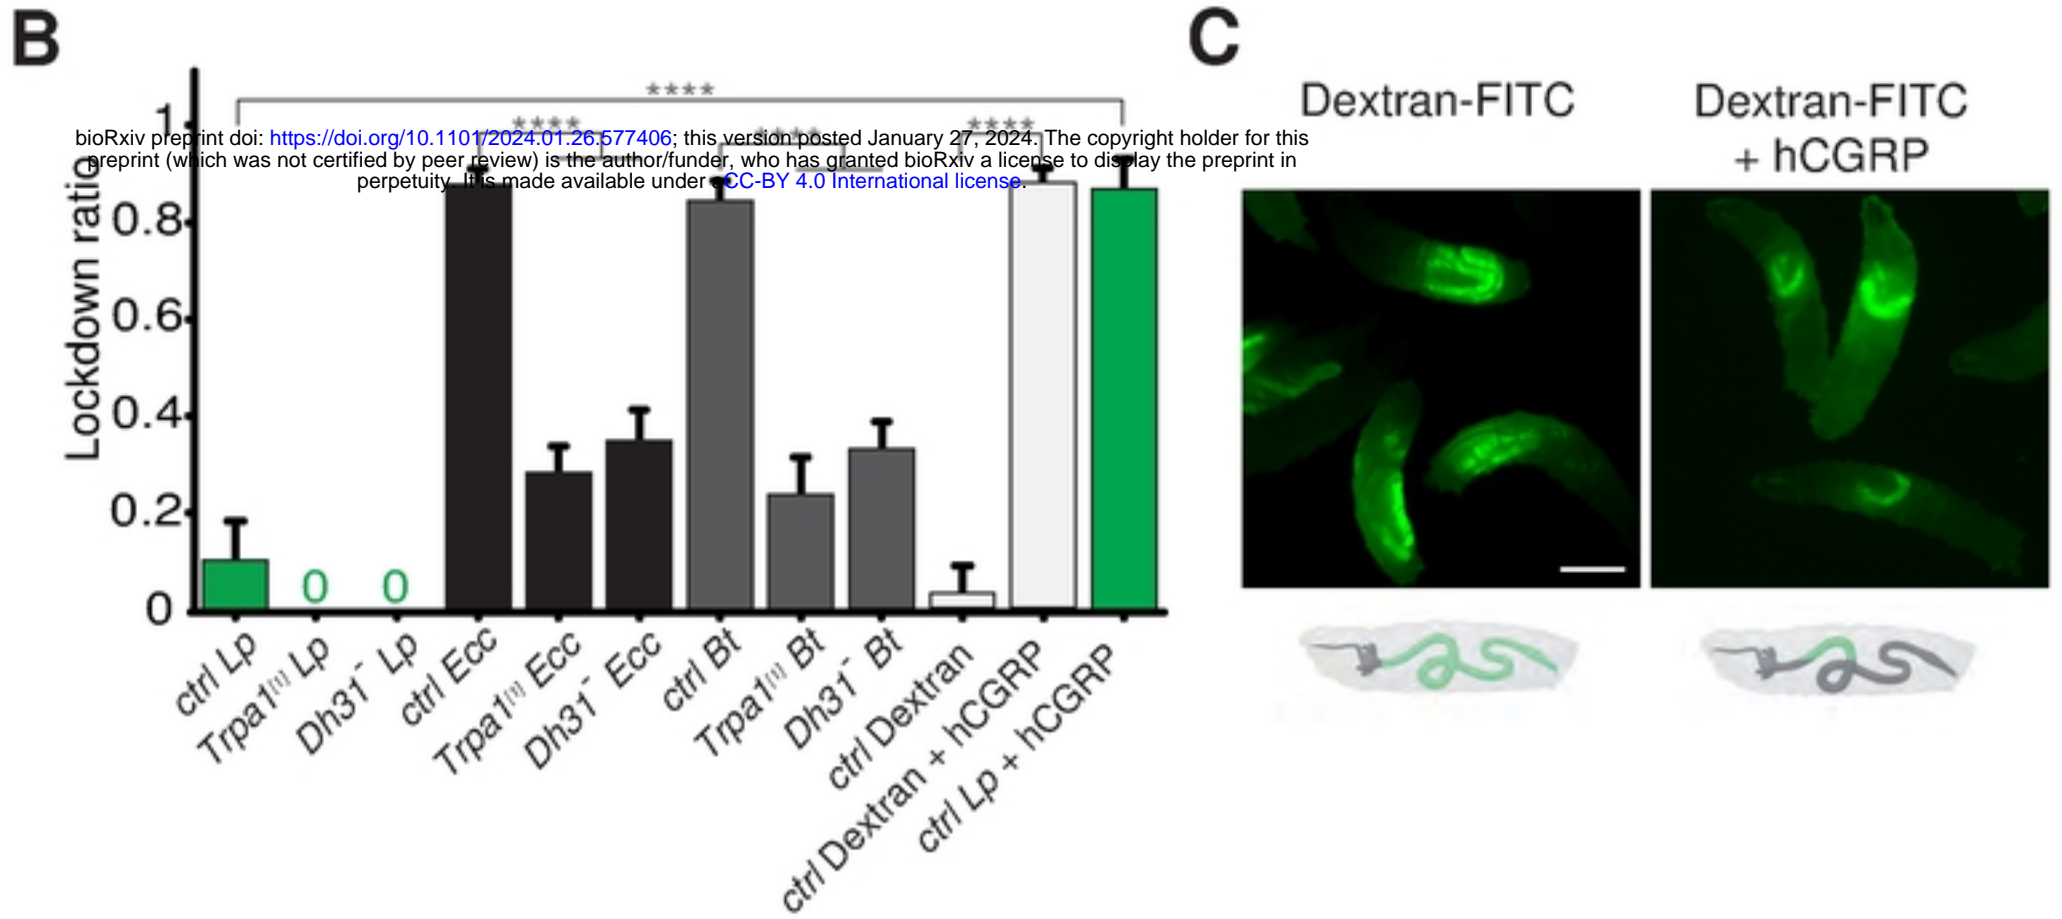 B
C
****
Dextran-FITC
Dextran-FITC
+ hCGRP
1
****
****
****
bioRxiv preprint doi: https://doi.org/10.1101/2024.01.26.577406; this version posted January 27, 2024. The copyright holder for this
preprint (which was not certified by peer review) is the author/funder, who has granted bioRxiv a license to display the preprint in
perpetuity. It is made available under CC-BY 4.0 International license.
Lockdown ratio
0.8
0.6
0.4
0.2
0
0
0
ctrl Lp
Trpa1[1] Lp
Dh31- Lp
ctrl Ecc
Trpa1[1] Ecc
Dh31- Ecc
ctrl Bt
Trpa1[1] Bt
Dh31- Bt
ctrl Dextran
ctrl Dextran + hCGRP
ctrl Lp + hCGRP